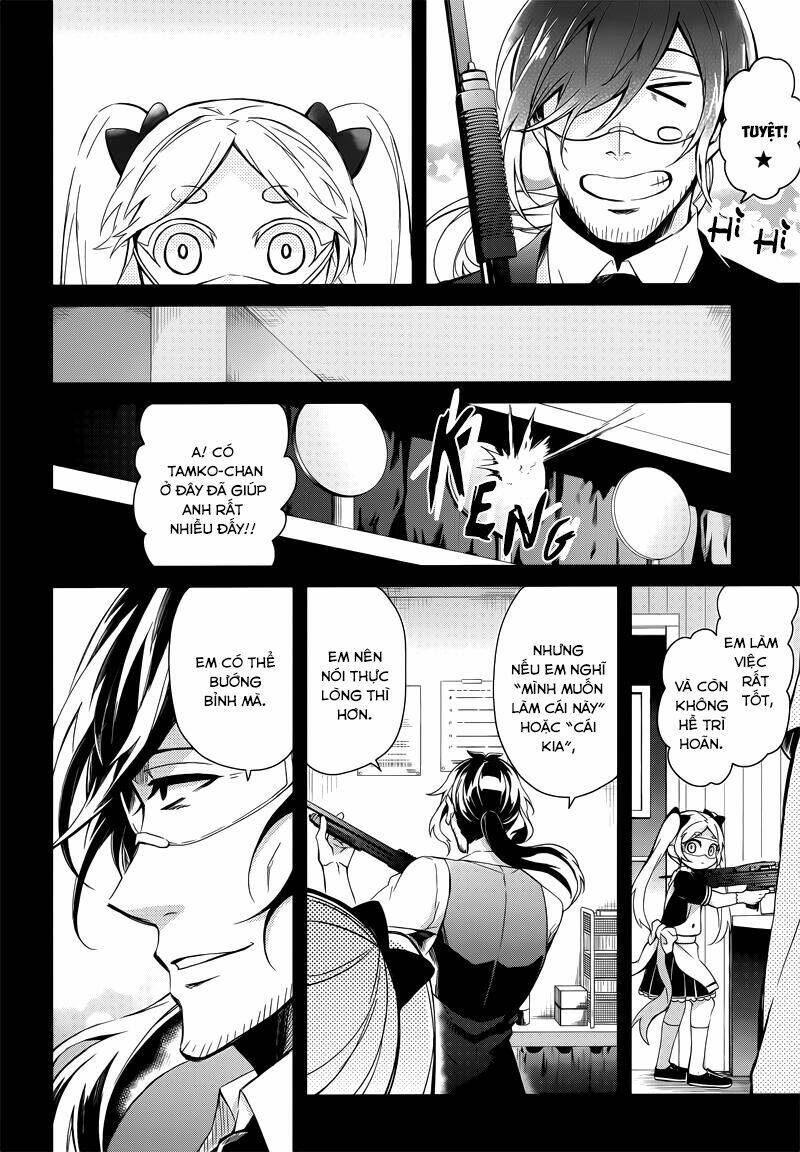 TUYỆT!
HÌ HÌ
KENG
A! CÓ
TAMKO-CHAN
Ở ĐÂY ĐÃ GIÚP
ANH RẤT
NHIỀU ĐẤY!!
EM LÀM
VIỆC RẤT
TỐT,
VÀ CÒN
KHÔNG
HỀ TRÌ
HOÃN.
NHƯNG
NẾU EM NGHĨ
“MÌNH MUỐN
LÀM CÁI NÀY”
HOẶC “CÁI
KIA”,
EM NÊN
NÓI THỰC
LÒNG THÌ
HƠN.
EM CÓ THỂ
BƯỚNG
BỈNH MÀ.